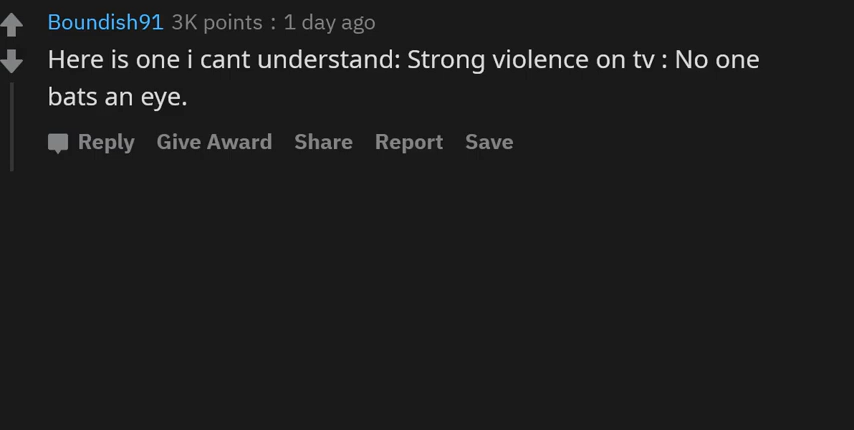 Boundish91 3K points : 1 day ago
Here is one i cant understand: Strong violence on tv : No one
bats an eye.
Reply Give Award Share Report Save